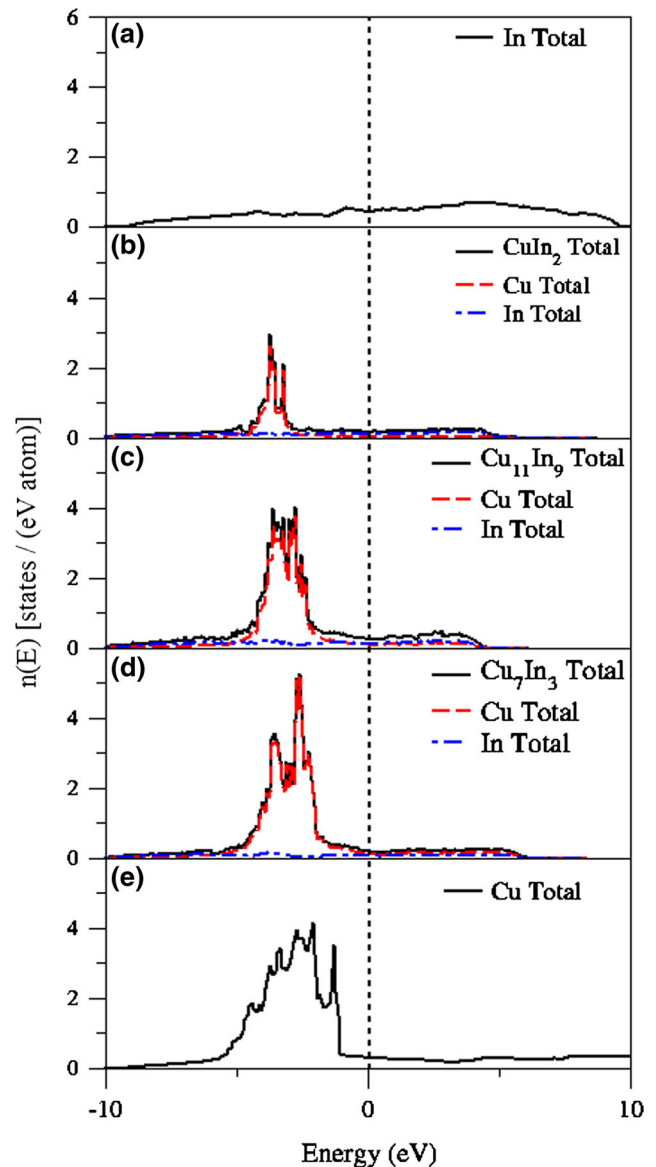 n(E) [states / (eV atom)]
(a)
In Total
6
4
2
0
(b)
CuIn₂ Total
Cu Total
In Total
4
2
0
(c)
Cu₁₁In₉ Total
Cu Total
In Total
4
2
0
(d)
Cu₇In₃ Total
Cu Total
In Total
4
2
0
(e)
Cu Total
4
2
0
-10 0 10
Energy (eV)